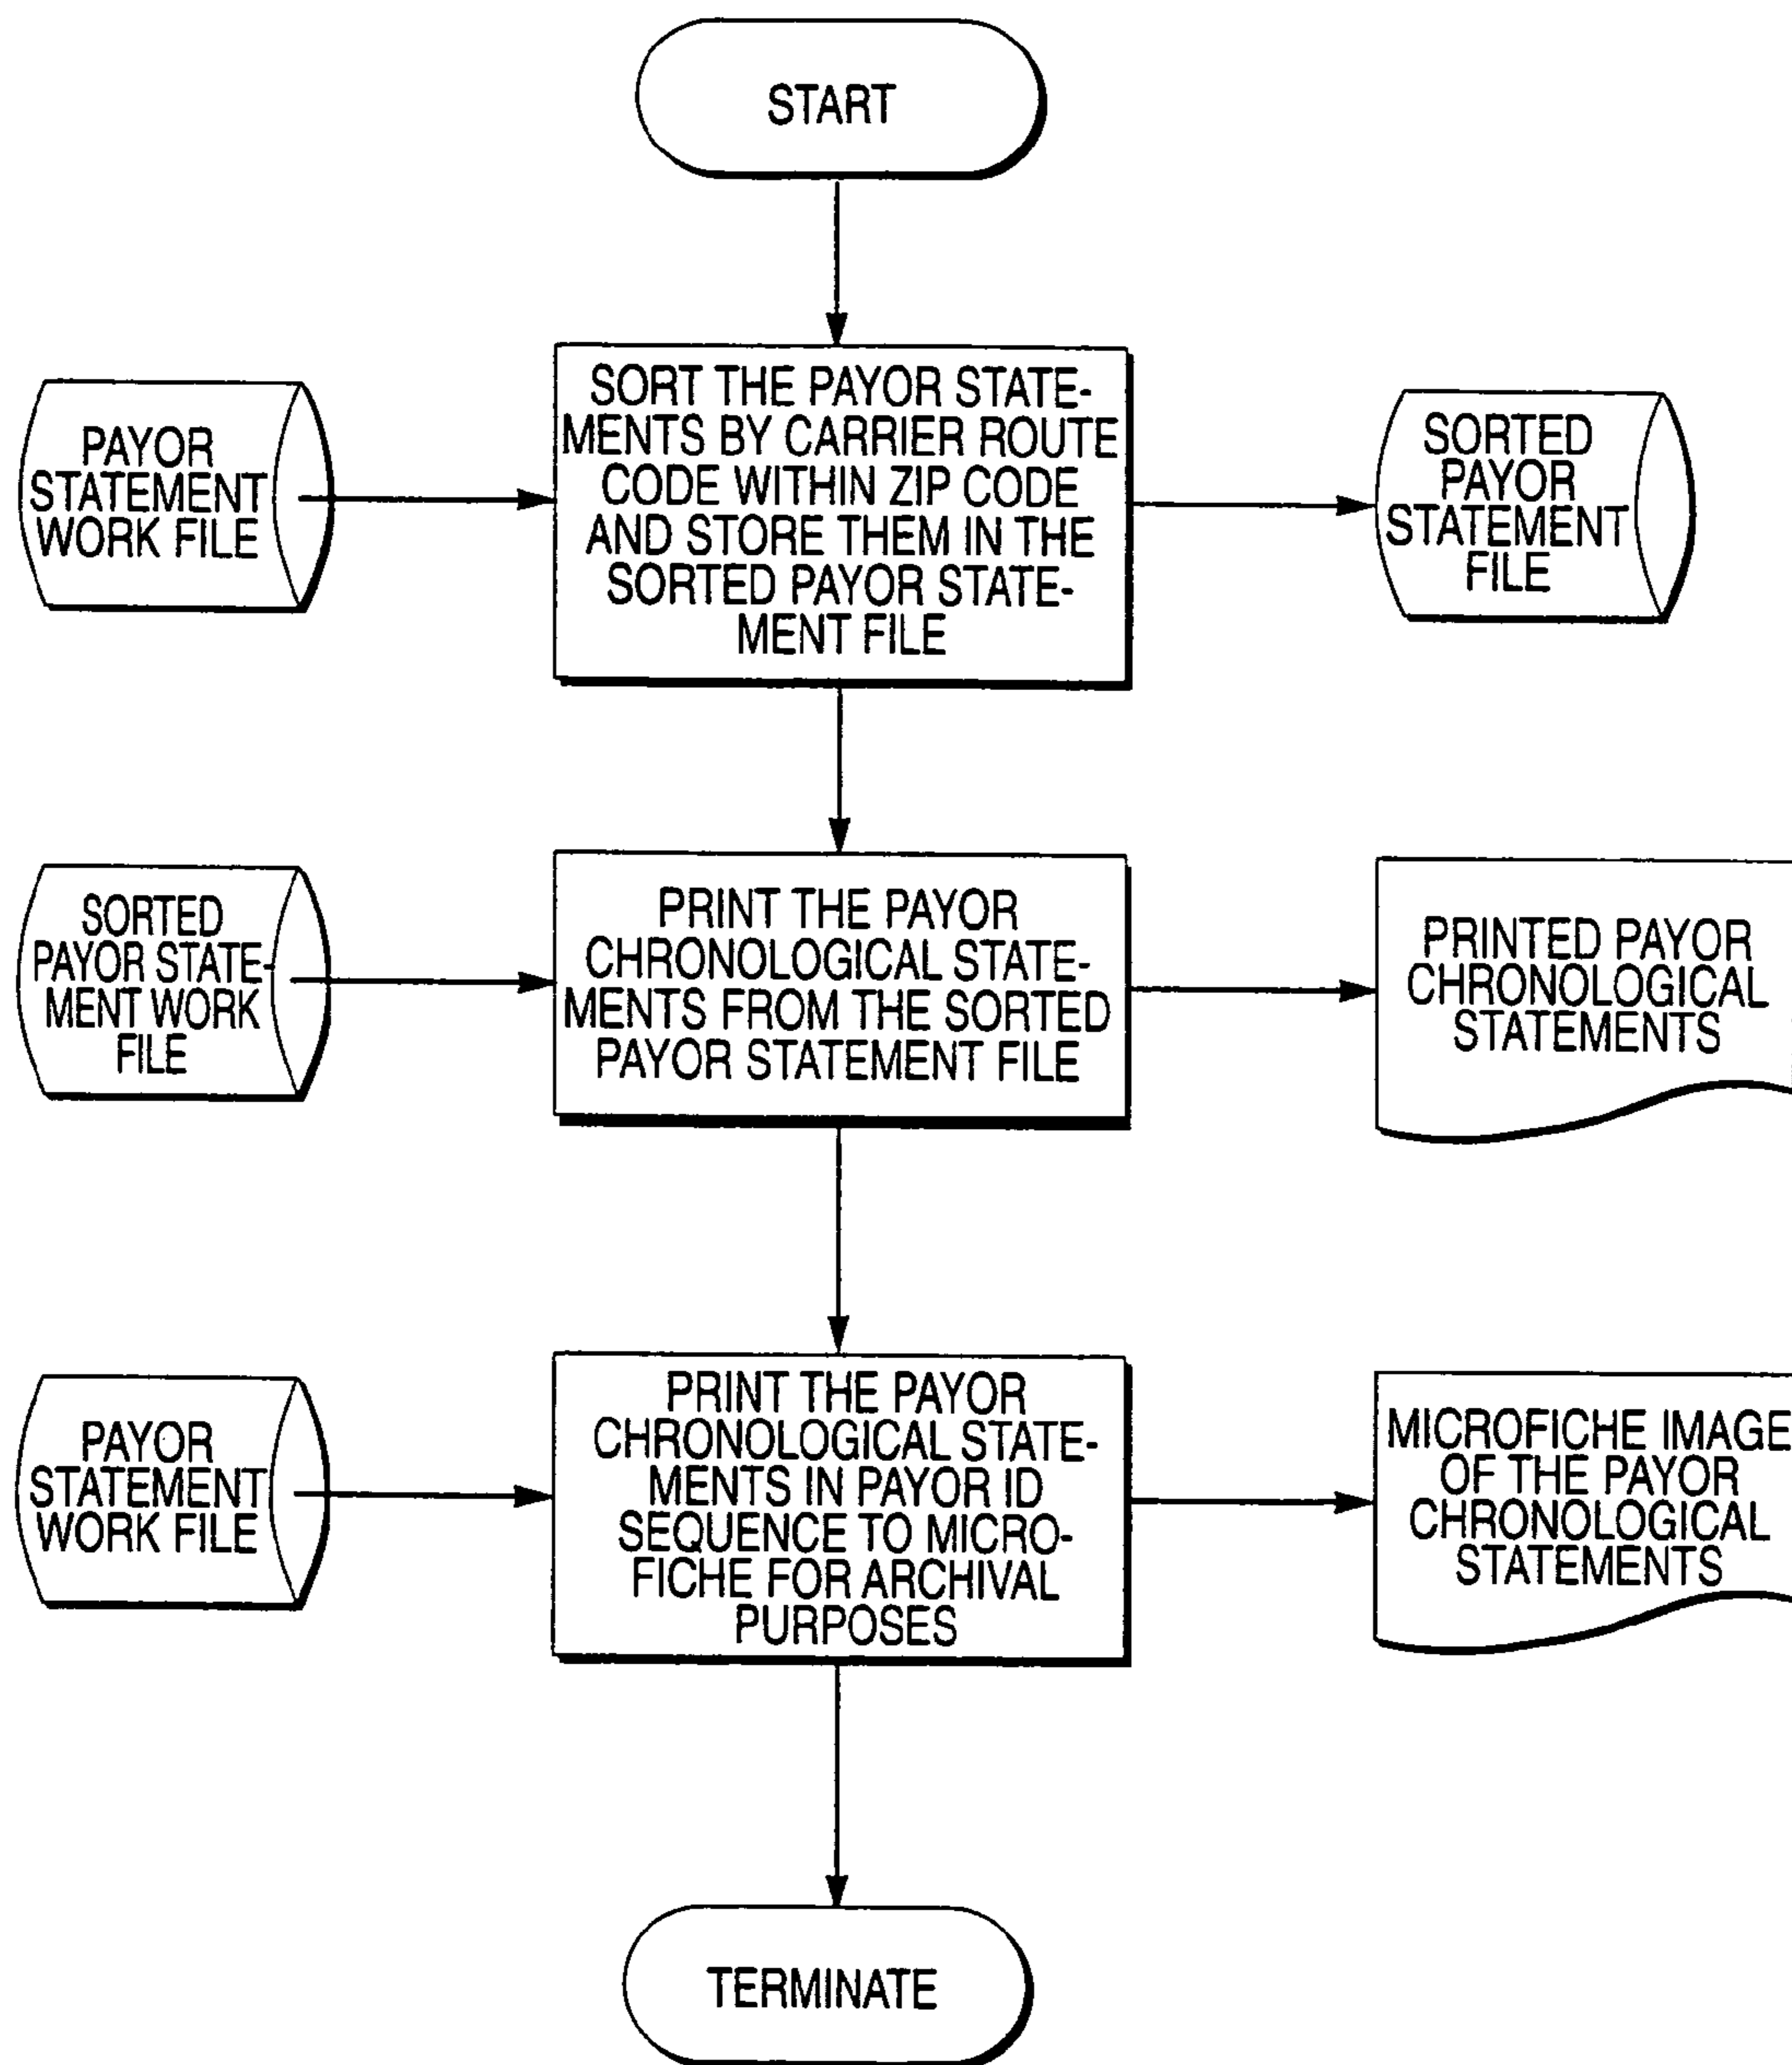 START
PAYOR
STATEMENT
WORK FILE
SORT THE PAYOR STATE-
MENTS BY CARRIER ROUTE
CODE WITHIN ZIP CODE
AND STORE THEM IN THE
SORTED PAYOR STATE-
MENT FILE
SORTED
PAYOR
STATEMENT
FILE
SORTED
PAYOR STATE-
MENT WORK
FILE
PRINT THE PAYOR
CHRONOLOGICAL STATE-
MENTS FROM THE SORTED
PAYOR STATEMENT FILE
PRINTED PAYOR
CHRONOLOGICAL
STATEMENTS
PAYOR
STATEMENT
WORK FILE
PRINT THE PAYOR
CHRONOLOGICAL STATE-
MENTS IN PAYOR ID
SEQUENCE TO MICRO-
FICHE FOR ARCHIVAL
PURPOSES
MICROFICHE IMAGE
OF THE PAYOR
CHRONOLOGICAL
STATEMENTS
TERMINATE